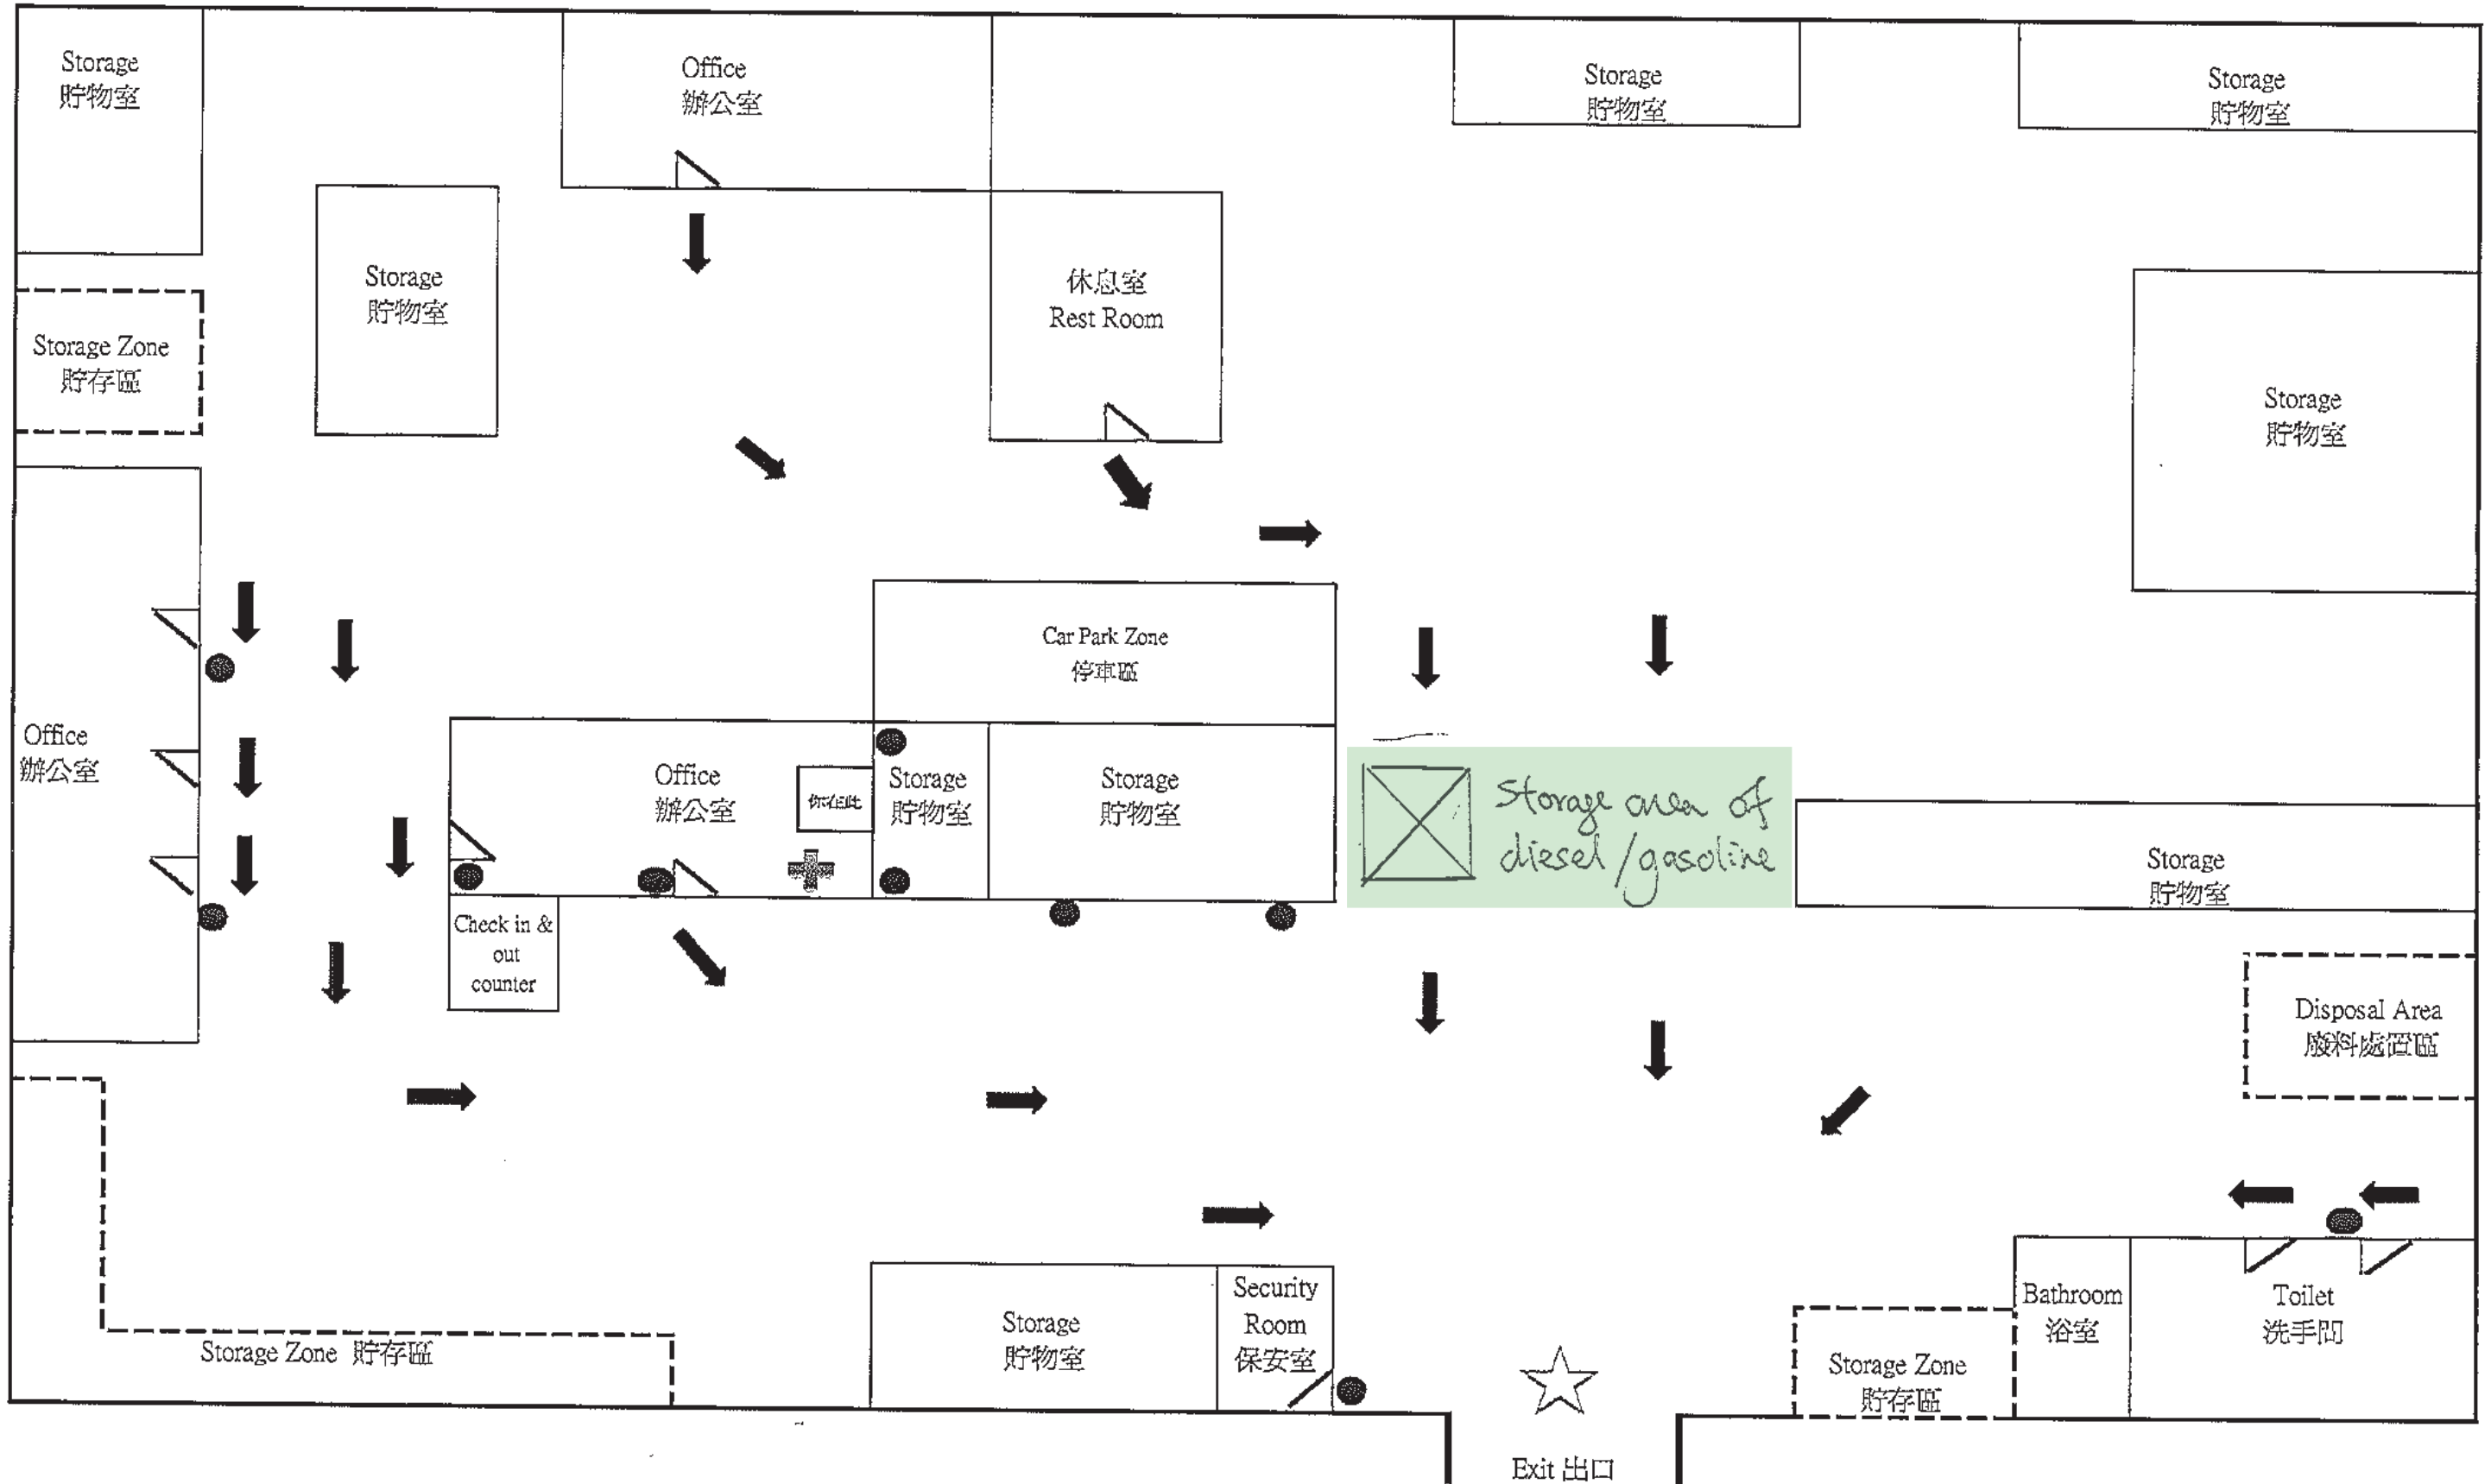 Storage
貯物室
Office
辦公室
Storage
貯物室
Storage
貯物室
Storage
貯物室
休息室
Rest Room
Storage Zone
貯存區
Storage
貯物室
Car Park Zone
停車區
Office
辦公室
Office
辦公室
你在此
Storage
貯物室
Storage
貯物室
Storage area of
diesel/gasoline
Storage
貯物室
Check in &
out
counter
Disposal Area
廢料處置區
Storage Zone 貯存區
Storage
貯物室
Security
Room
保安室
Storage Zone
貯存區
Bathroom
浴室
Toilet
洗手間
Exit 出口